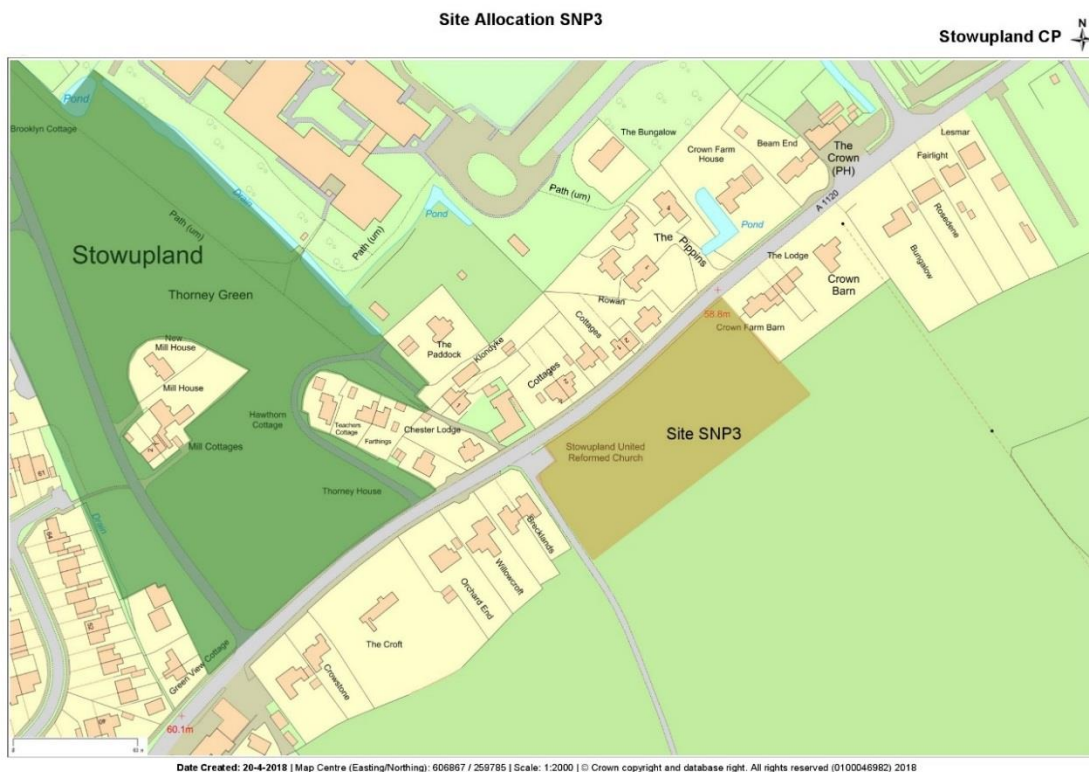 Site Allocation SNP3
Stowupland CP
N
Pond
Brooklyn Cottage
Path (um)
Drain
Path (um)
Pond
Path (um)
The Bungalow
Crown Farm
House
Beam End
The
Crown
(PH)
Lesmar
Fairlight
Rosedene
Bungalow
A 1120
Pond
4
The Pippins
1
Rowan
The Lodge
Crown
Barn
58.8m
Crown Farm Barn
Stowupland
Thorney Green
New
Mill House
Mill House
Mill Cottages
Hawthorn
Cottage
The
Paddock
Klondyke
Cottages
Cottages
Teachers
Cottage
Farthings
Chester Lodge
Thorney House
Stowupland United
Reformed Church
Site SNP3
Brecklands
Willowcroft
Orchard End
The Croft
Crowstone
Green View Cottage
61
64
52
Drain
60.1m
Date Created: 20-4-2018 | Map Centre (Easting/Northing): 606867 / 259785 | Scale: 1:2000 | © Crown copyright and database right. All rights reserved (0100046982) 2018